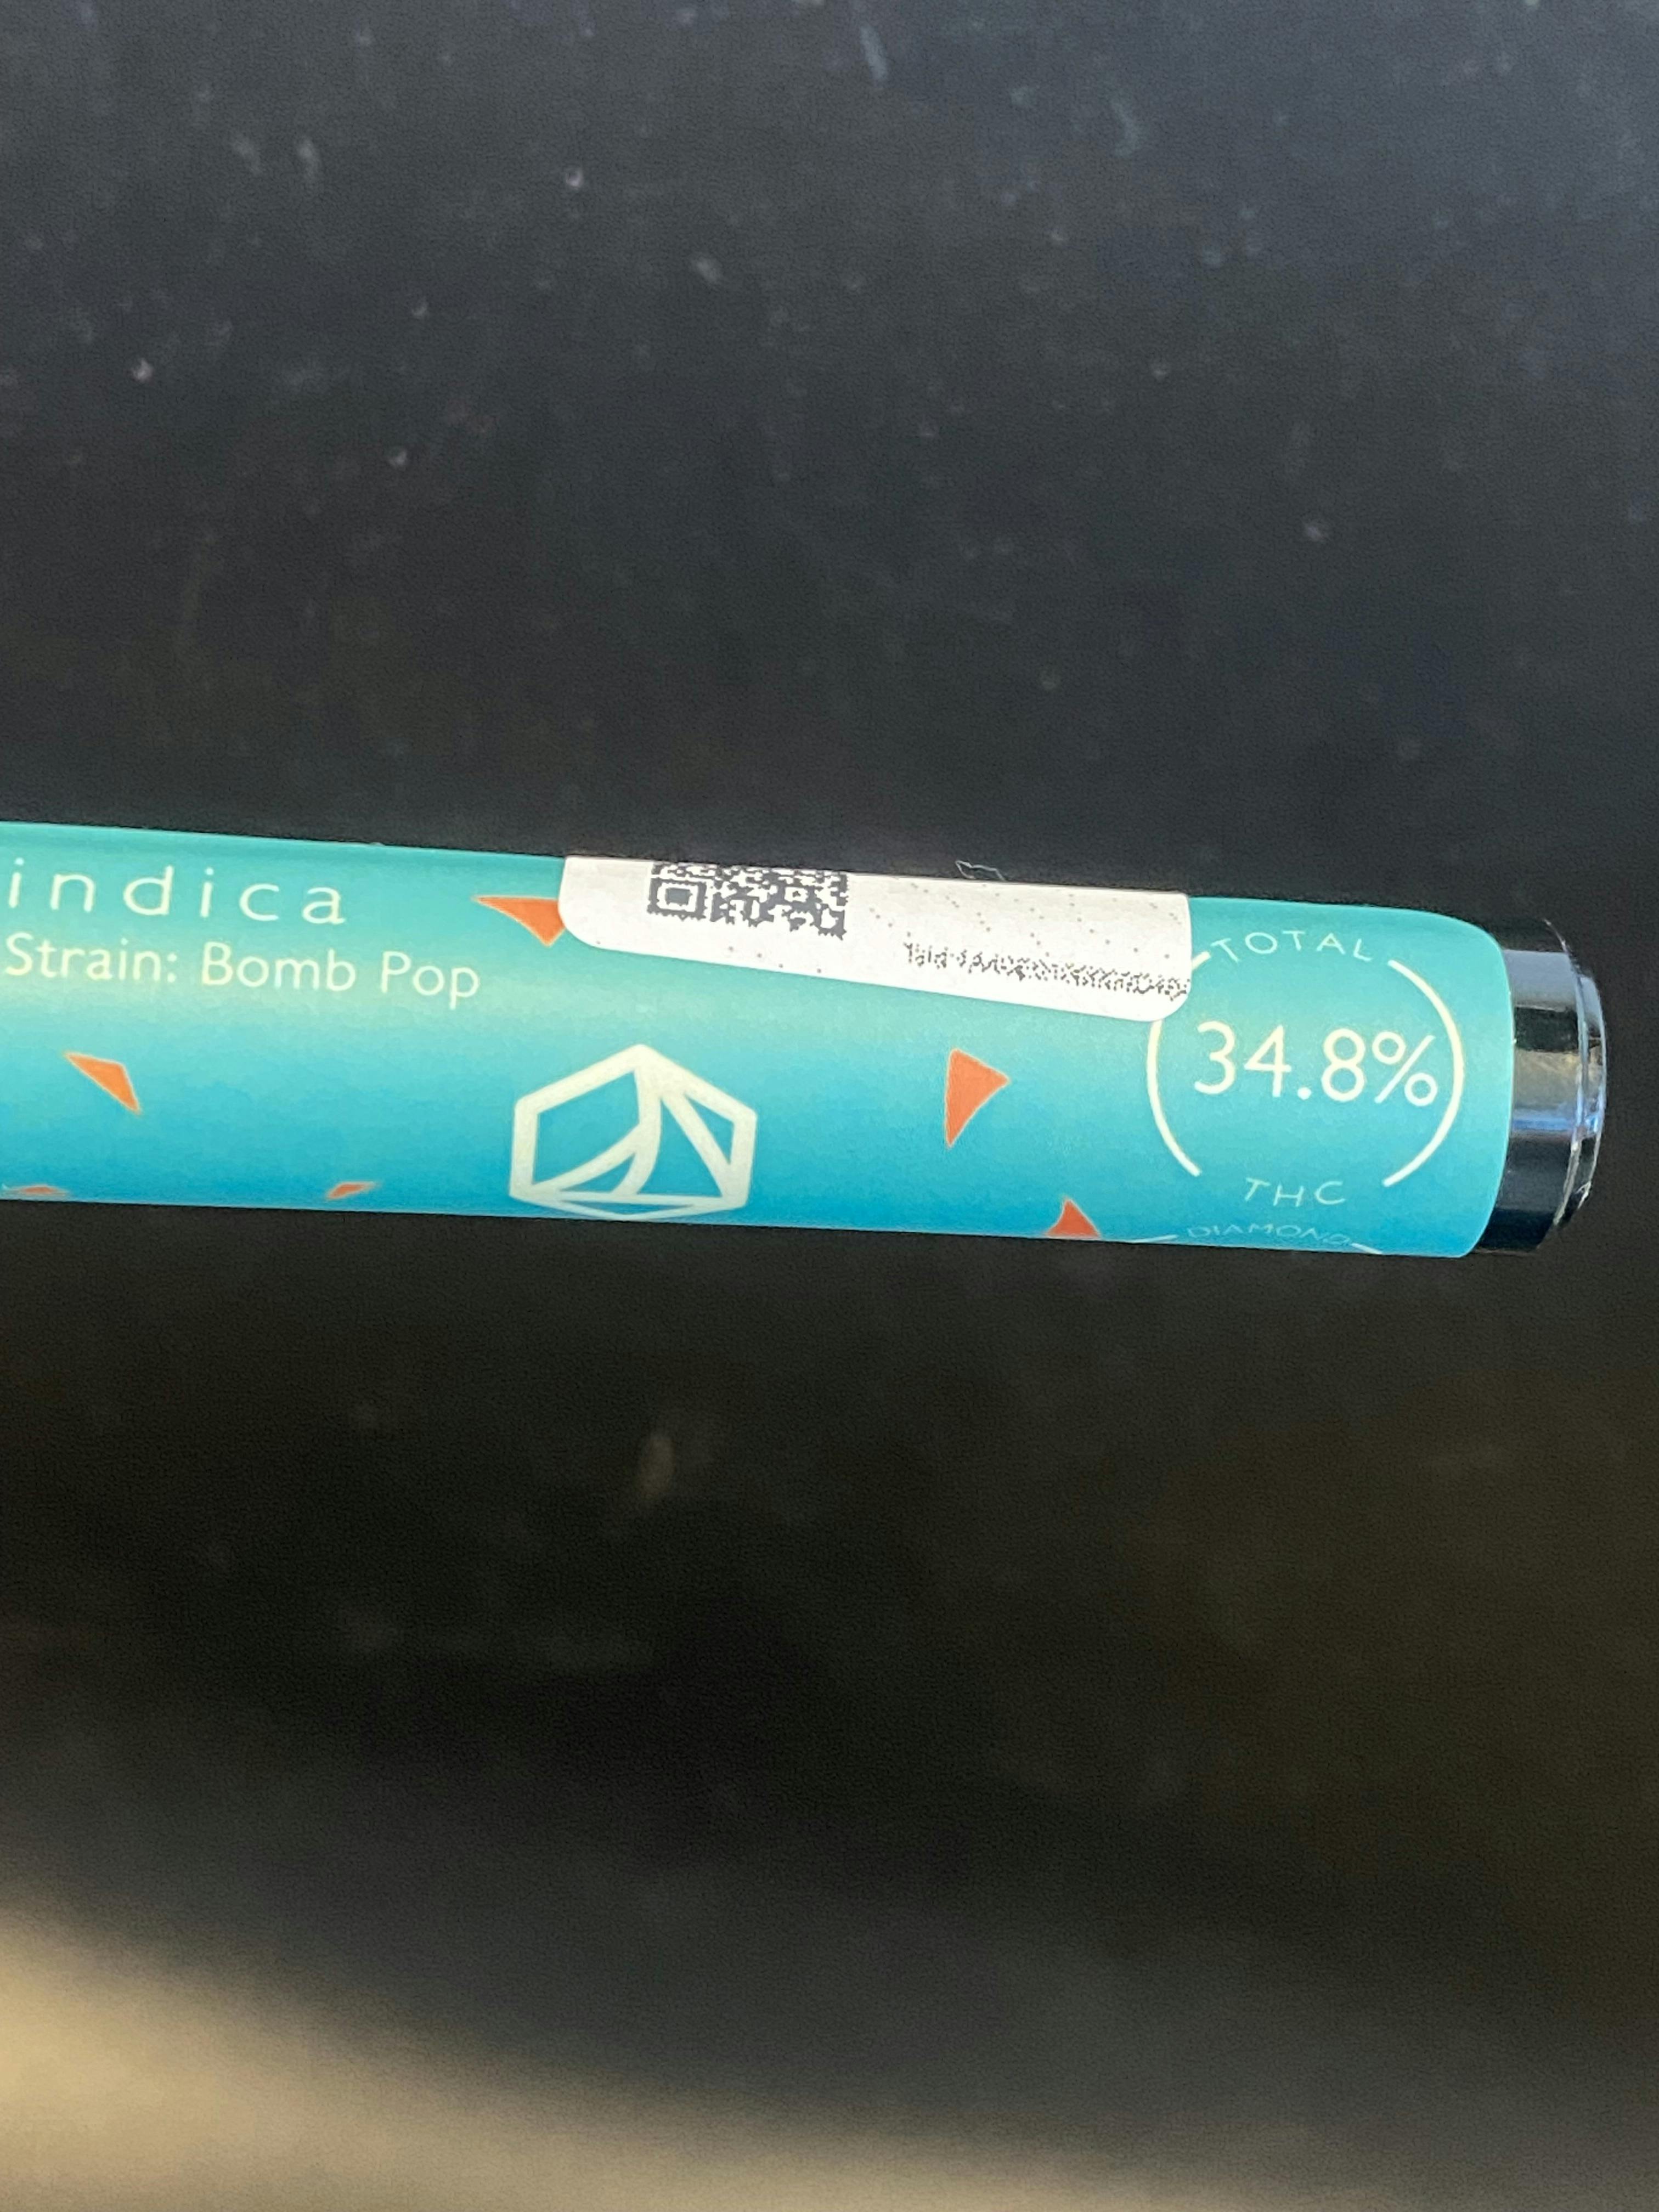 indica
Strain: Bomb Pop
TOTAL
34.8%
THC
DIAMOND